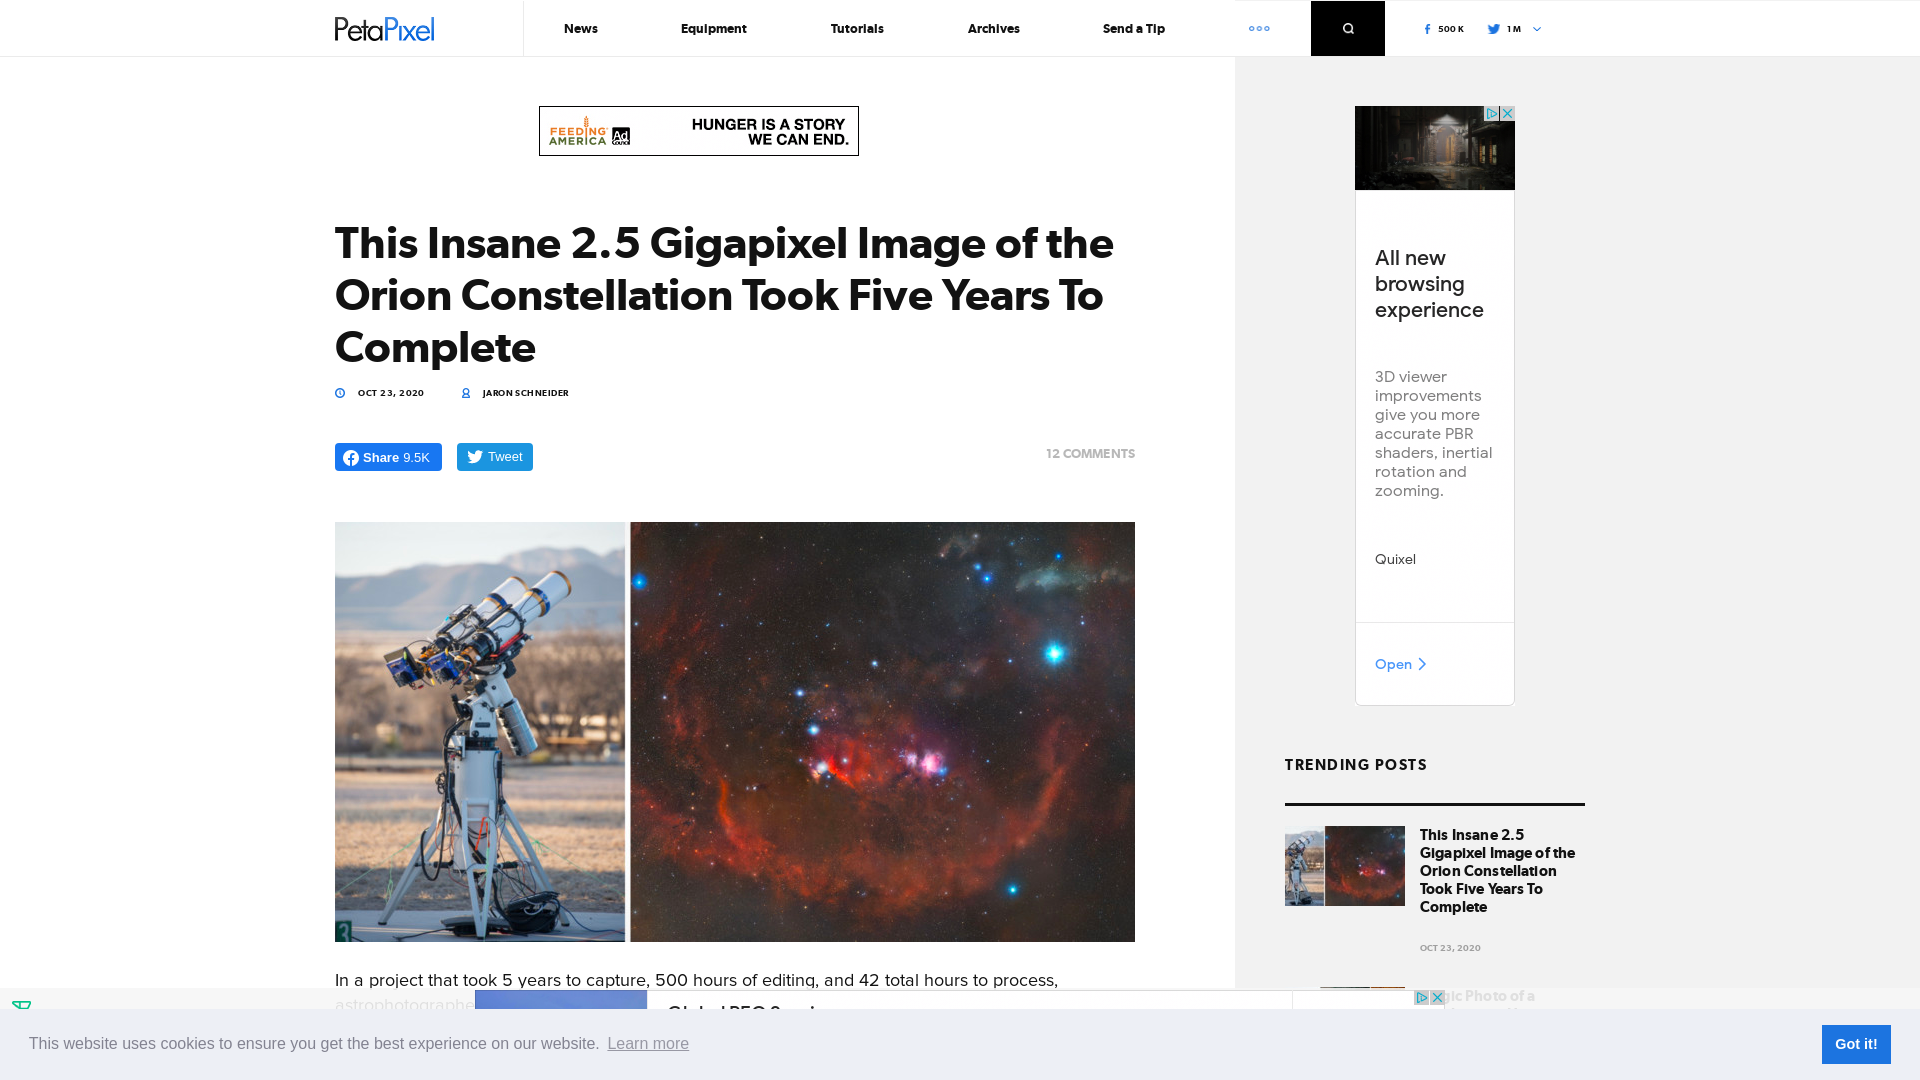 PetaPixel
News
Equipment
Tutorials
Archives
Send a Tip
500 K
1 M
FEEDING AMERICA
Ad Council
HUNGER IS A STORY
WE CAN END.
This Insane 2.5 Gigapixel Image of the
Orion Constellation Took Five Years To
Complete
OCT 23, 2020
JARON SCHNEIDER
Share 9.5K
Tweet
12 COMMENTS
3
In a project that took 5 years to capture, 500 hours of editing, and 42 total hours to process,
astrophotographe
All new
browsing
experience
3D viewer
improvements
give you more
accurate PBR
shaders, inertial
rotation and
zooming.
Quixel
Open
TRENDING POSTS
This Insane 2.5
Gigapixel Image of the
Orion Constellation
Took Five Years To
Complete
OCT 23, 2020
Photo of a
This website uses cookies to ensure you get the best experience on our website. Learn more
Got it!